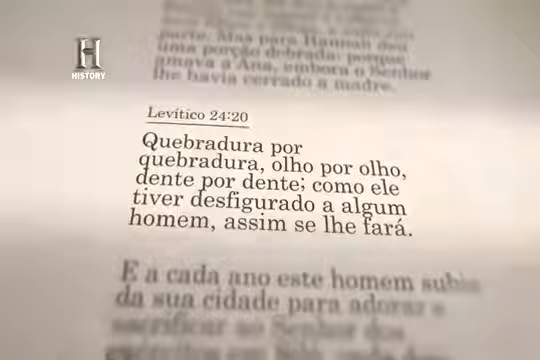 H
HISTORY
parte. Mas para Hannah deu
uma porção dobrada; porque
amava a Ana, embora o Senhor
lhe havia cerrado a madre.
Levítico 24:20
Quebradura por
quebradura, olho por olho,
dente por dente; como ele
tiver desfigurado a algum
homem, assim se lhe fará.
E a cada ano este homem subia
da sua cidade para adorar e
sacrificar ao Senhor dos